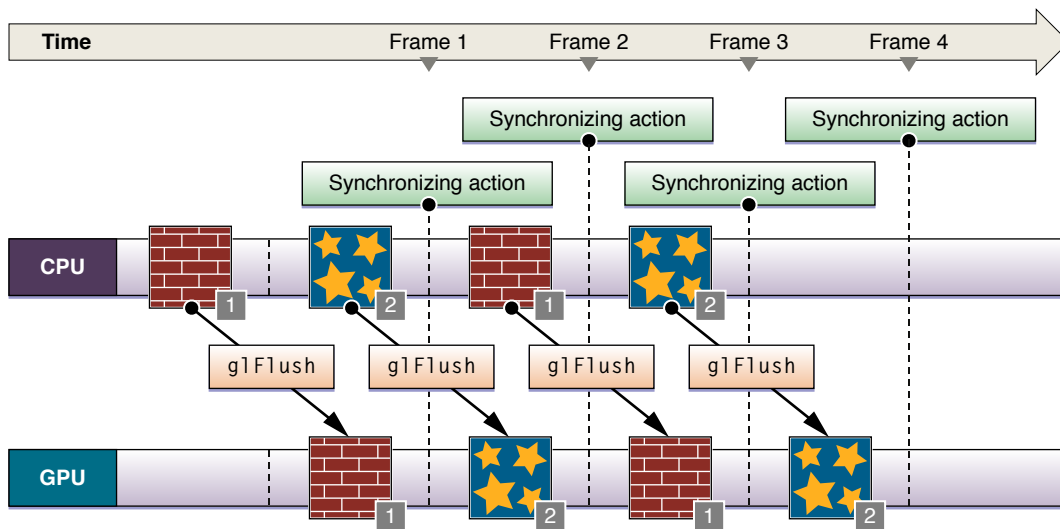 Time
Frame 1
Frame 2
Frame 3
Frame 4
Synchronizing action
Synchronizing action
Synchronizing action
Synchronizing action
CPU
1
2
1
2
glFlush
glFlush
glFlush
glFlush
GPU
1
2
1
2